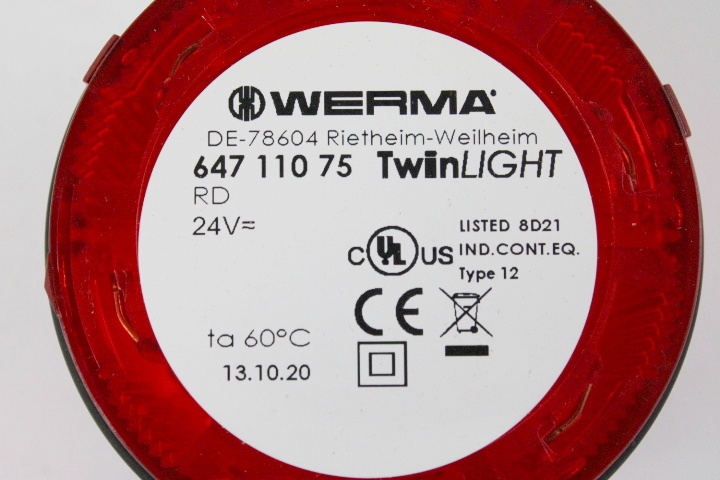 WERMA
DE-78604 Rietheim-Weilheim
647 110 75 TwinLIGHT
RD
24V≂
LISTED 8D21
C UL US IND.CONT.EQ.
Type 12
CE
ta 60°C
13.10.20